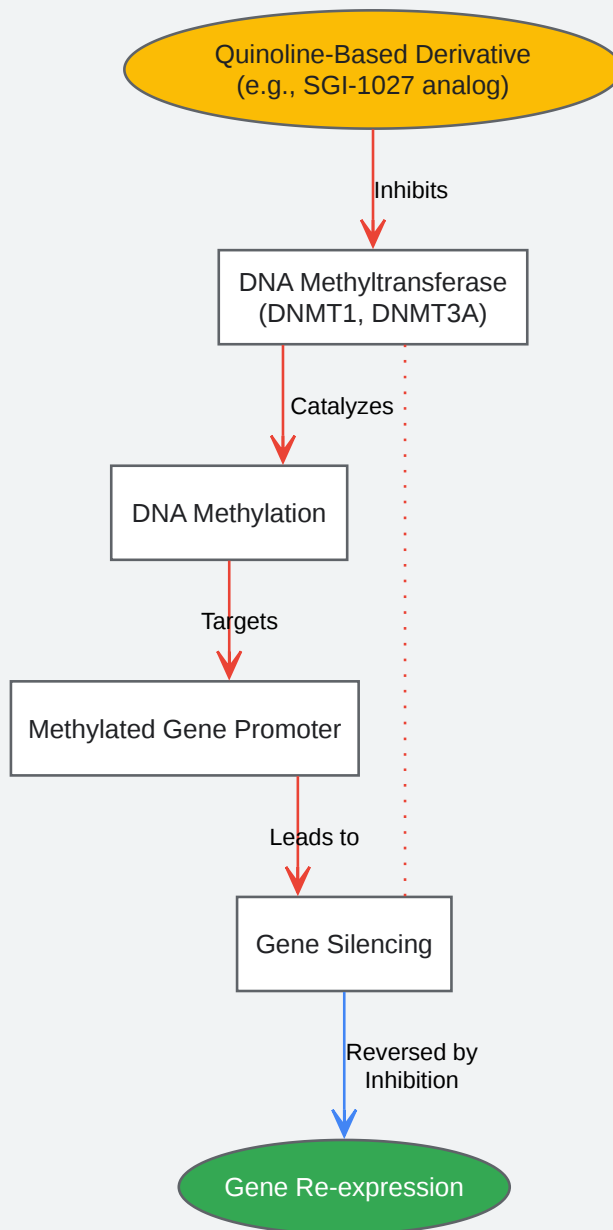 Quinoline-Based Derivative
(e.g., SGI-1027 analog)
Inhibits
DNA Methyltransferase
(DNMT1, DNMT3A)
Catalyzes
DNA Methylation
Targets
Methylated Gene Promoter
Leads to
Gene Silencing
Reversed by
Inhibition
Gene Re-expression